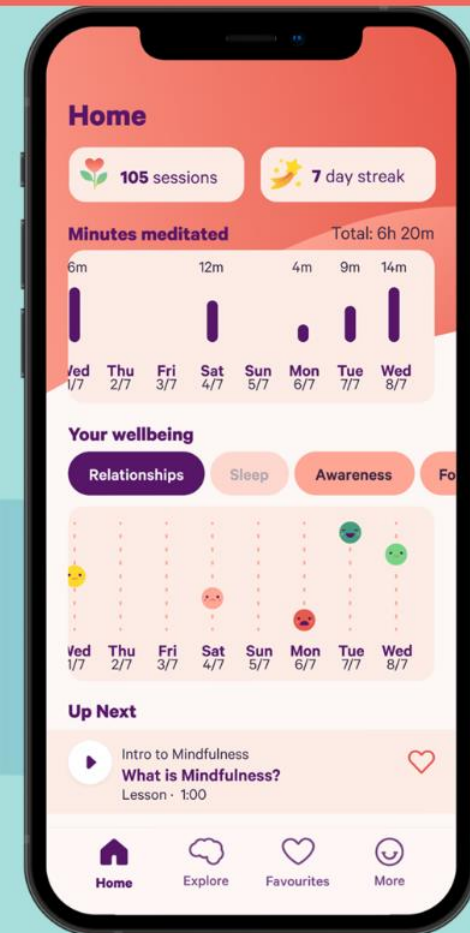 Home
105 sessions
7 day streak
Minutes meditated
Total: 6h 20m
6m 12m 4m 9m 14m
Thu Fri Sat Sun Mon Tue Wed
2/7 3/7 4/7 5/7 6/7 7/7 8/7
Your wellbeing
Relationships Sleep Awareness
Thu Fri Sat Sun Mon Tue Wed
2/7 3/7 4/7 5/7 6/7 7/7 8/7
Up Next
Intro to Mindfulness
What is Mindfulness?
Lesson · 1:00
Home Explore Favourites More